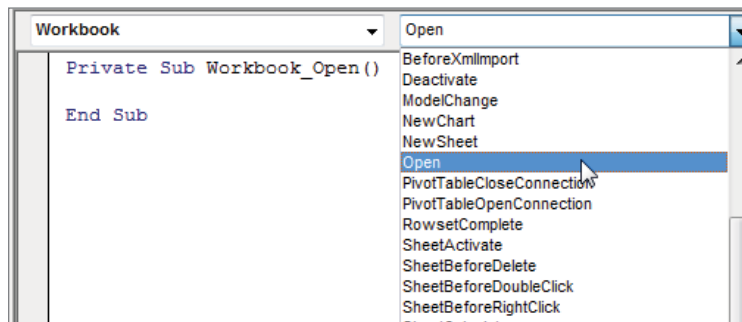 Workbook
Open
Private Sub Workbook_Open()
End Sub
BeforeXmlImport
Deactivate
ModelChange
NewChart
NewSheet
Open
PivotTableCloseConnection
PivotTableOpenConnection
RowsetComplete
SheetActivate
SheetBeforeDelete
SheetBeforeDoubleClick
SheetBeforeRightClick